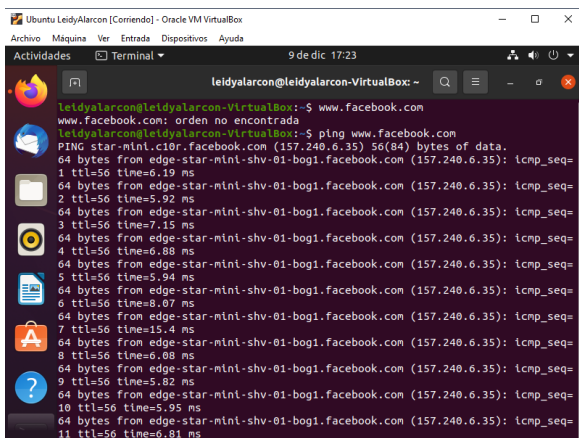 Ubuntu LeidyAlarcon [Corriendo] - Oracle VM VirtualBox
Archivo Máquina Ver Entrada Dispositivos Ayuda
Actividades Terminal 9 de dic 17:23
leidyalarcon@leidyalarcon-VirtualBox: ~
leidyalarcon@leidyalarcon-VirtualBox:~$ www.facebook.com
www.facebook.com: orden no encontrada
leidyalarcon@leidyalarcon-VirtualBox:~$ ping www.facebook.com
PING star-mini.c10r.facebook.com (157.240.6.35) 56(84) bytes of data.
64 bytes from edge-star-mini-shv-01-bog1.facebook.com (157.240.6.35): icmp_seq=
1 ttl=56 time=6.19 ms
64 bytes from edge-star-mini-shv-01-bog1.facebook.com (157.240.6.35): icmp_seq=
2 ttl=56 time=5.92 ms
64 bytes from edge-star-mini-shv-01-bog1.facebook.com (157.240.6.35): icmp_seq=
3 ttl=56 time=7.15 ms
64 bytes from edge-star-mini-shv-01-bog1.facebook.com (157.240.6.35): icmp_seq=
4 ttl=56 time=6.88 ms
64 bytes from edge-star-mini-shv-01-bog1.facebook.com (157.240.6.35): icmp_seq=
5 ttl=56 time=5.94 ms
64 bytes from edge-star-mini-shv-01-bog1.facebook.com (157.240.6.35): icmp_seq=
6 ttl=56 time=8.07 ms
64 bytes from edge-star-mini-shv-01-bog1.facebook.com (157.240.6.35): icmp_seq=
7 ttl=56 time=15.4 ms
64 bytes from edge-star-mini-shv-01-bog1.facebook.com (157.240.6.35): icmp_seq=
8 ttl=56 time=6.08 ms
64 bytes from edge-star-mini-shv-01-bog1.facebook.com (157.240.6.35): icmp_seq=
9 ttl=56 time=5.82 ms
64 bytes from edge-star-mini-shv-01-bog1.facebook.com (157.240.6.35): icmp_seq=
10 ttl=56 time=5.95 ms
64 bytes from edge-star-mini-shv-01-bog1.facebook.com (157.240.6.35): icmp_seq=
11 ttl=56 time=6.81 ms